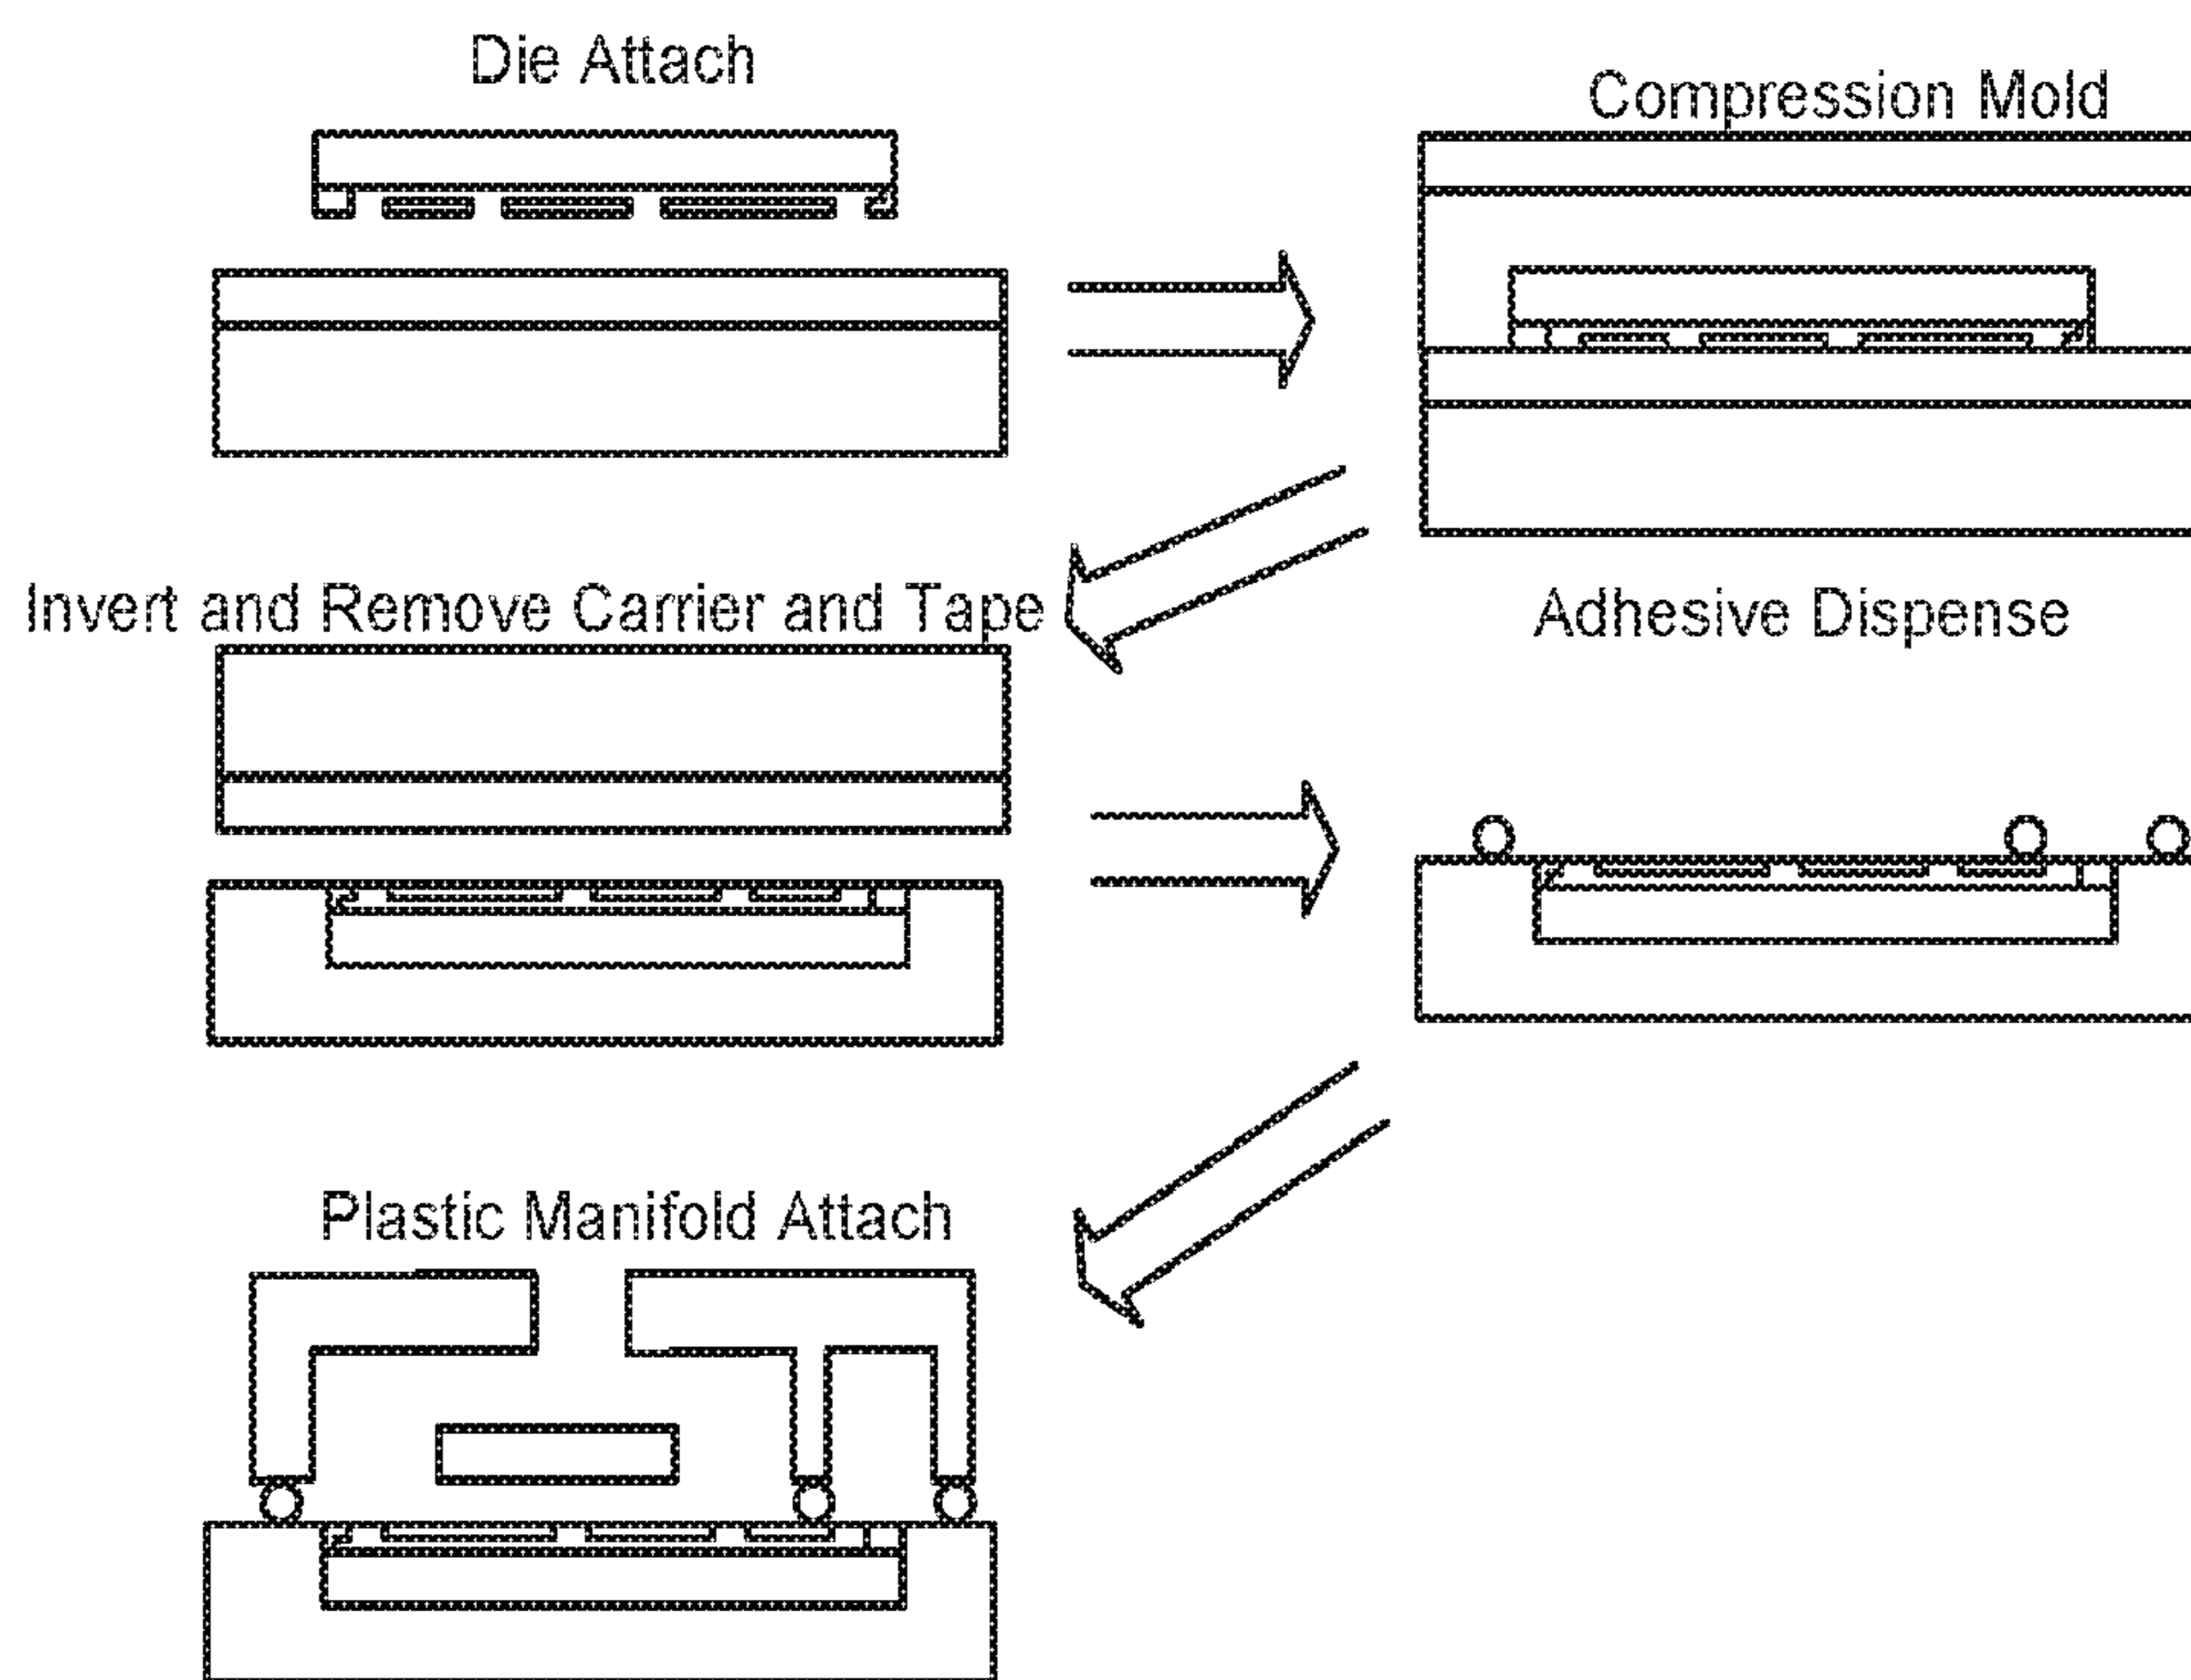 Die Attach
Compression Mold
Invert and Remove Carrier and Tape
Adhesive Dispense
Plastic Manifold Attach